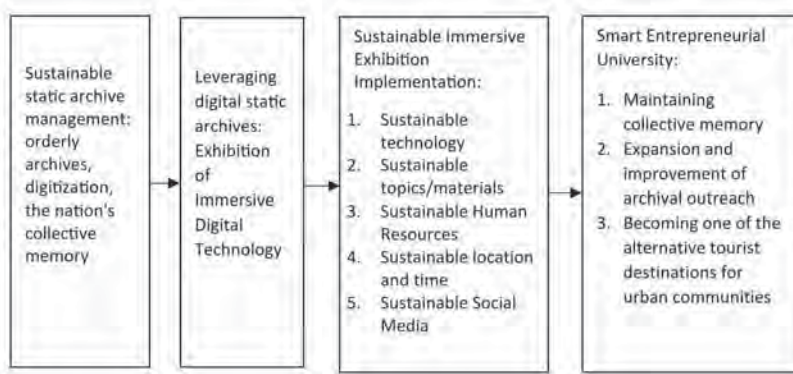 Sustainable
static archive
management:
orderly
archives,
digitization,
the nation's
collective
memory
Leveraging
digital static
archives:
Exhibition
of
Immersive
Digital
Technology
Sustainable Immersive
Exhibition
Implementation:
1. Sustainable
technology
2. Sustainable
topics/materials
3. Sustainable Human
Resources
4. Sustainable location
and time
5. Sustainable Social
Media
Smart Entrepreneurial
University:
1. Maintaining
collective memory
2. Expansion and
improvement of
archival outreach
3. Becoming one of the
alternative tourist
destinations for
urban communities